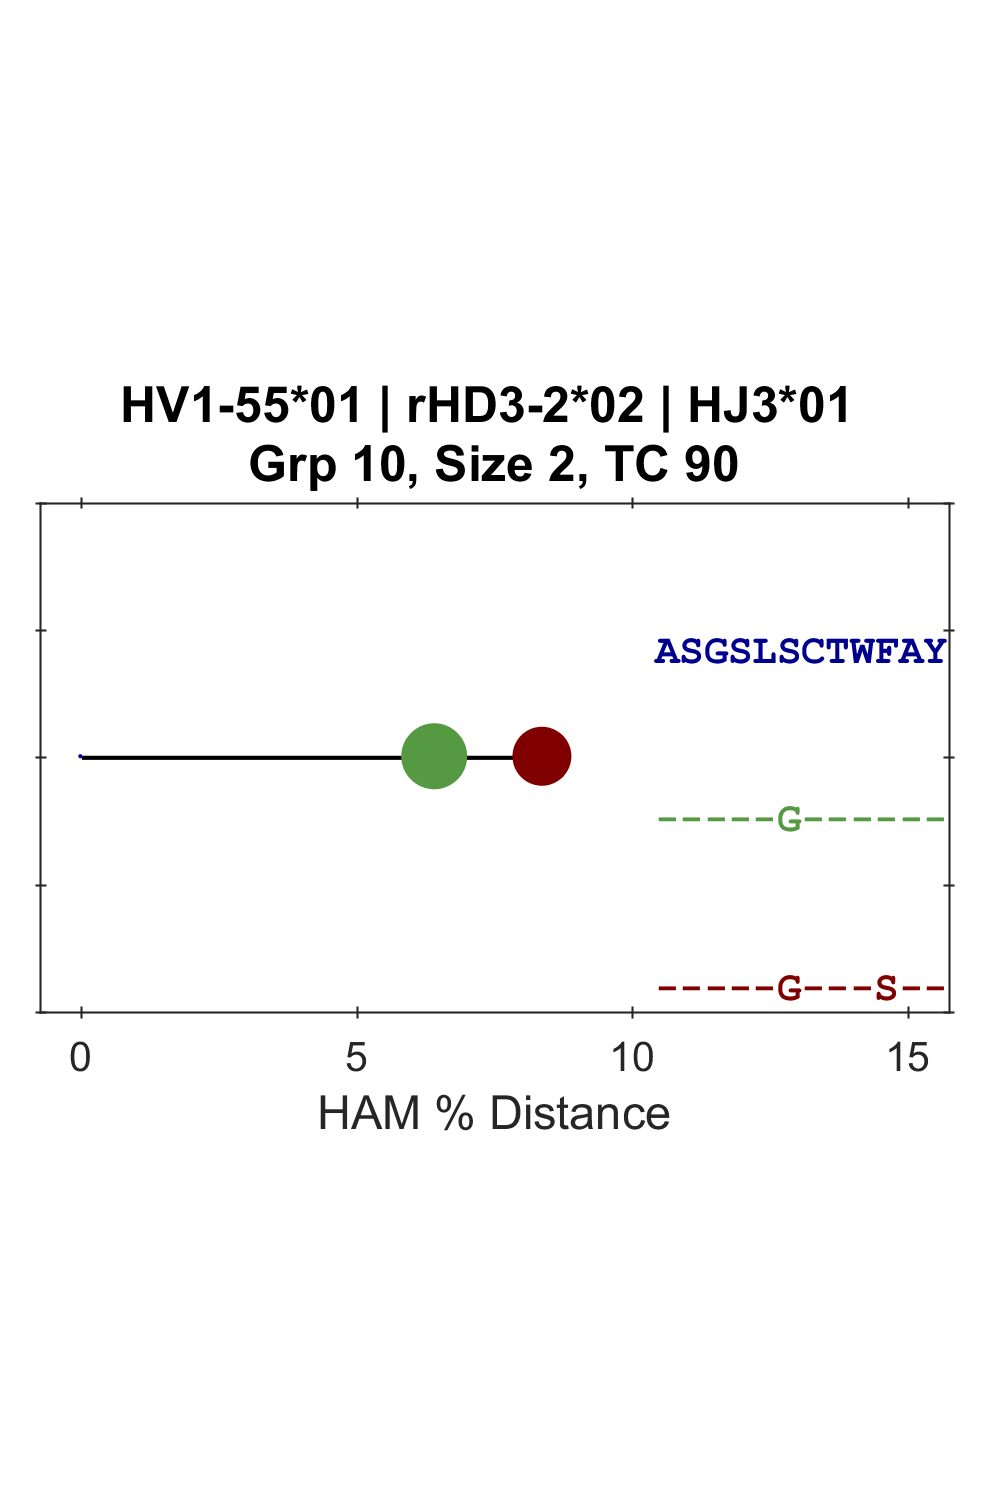 HV1-55*01 | rHD3-2*02 | HJ3*01
Grp 10, Size 2, TC 90
ASGSLSCTWFAY
-----G------
-----G---S--
0 5 10 15
HAM % Distance